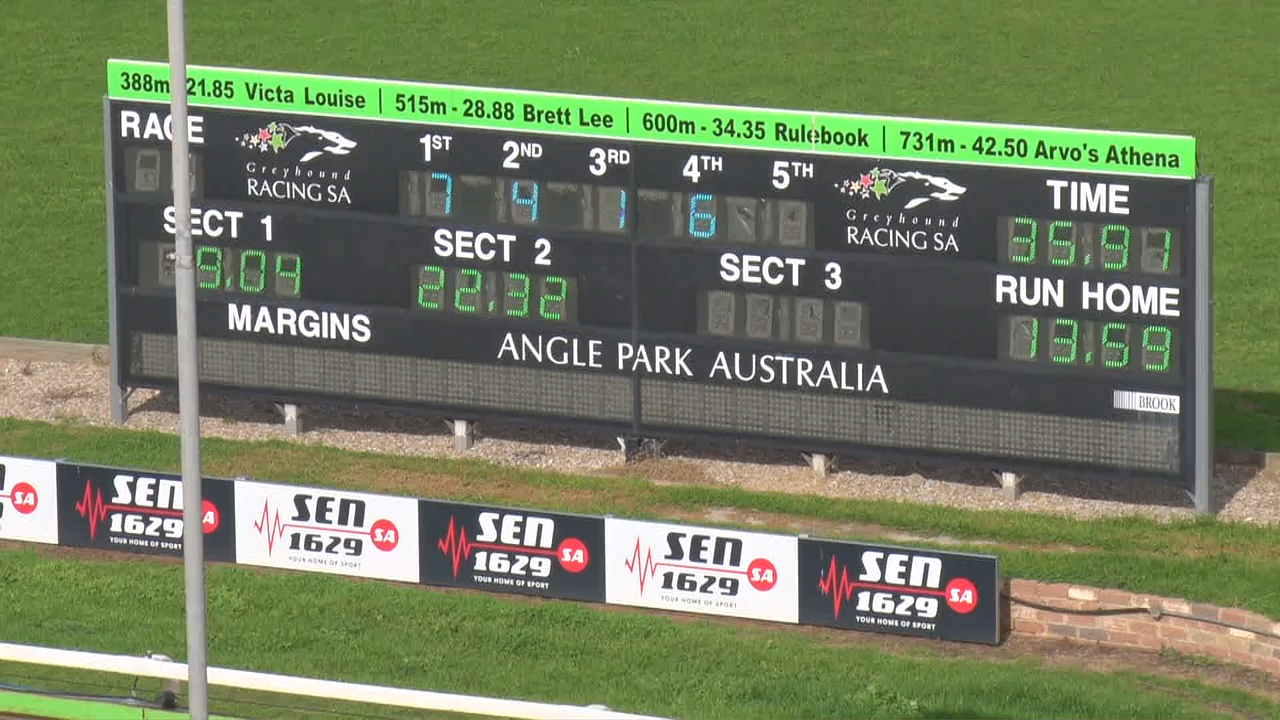 388m 21.85 Victa Louise | 515m - 28.88 Brett Lee | 600m - 34.35 Rulebook | 731m - 42.50 Arvo's Athena
RACE
Greyhound
RACING SA
1ST 2ND 3RD 4TH 5TH
7 4 1 6
Greyhound
RACING SA
TIME
35.91
SECT 1
9.04
SECT 2
22.32
SECT 3
RUN HOME
13.59
MARGINS
ANGLE PARK AUSTRALIA
BROOK
SA
SEN
1629
SA
YOUR HOME OF SPORT
SEN
1629
SA
YOUR HOME OF SPORT
SEN
1629
SA
YOUR HOME OF SPORT
SEN
1629
SA
YOUR HOME OF SPORT
SEN
1629
SA
YOUR HOME OF SPORT